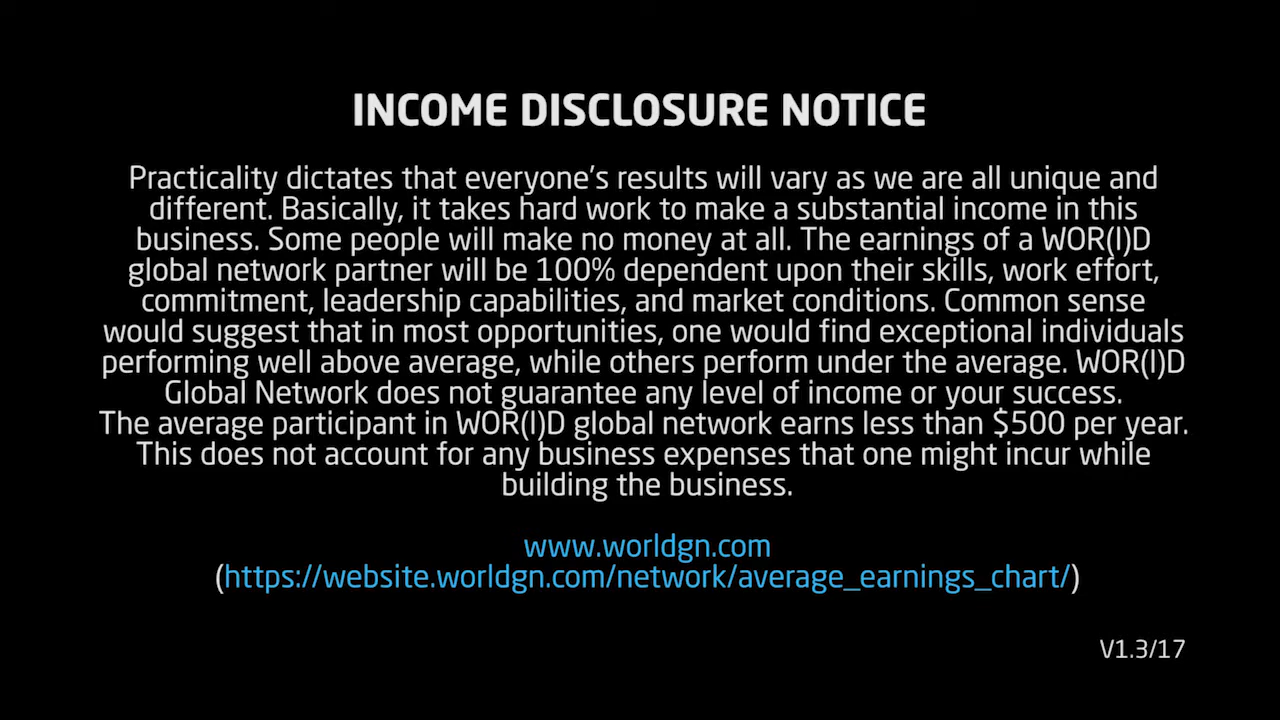 INCOME DISCLOSURE NOTICE
Practicality dictates that everyone's results will vary as we are all unique and
different. Basically, it takes hard work to make a substantial income in this
business. Some people will make no money at all. The earnings of a WOR(l)D
global network partner will be 100% dependent upon their skills, work effort,
commitment, leadership capabilities, and market conditions. Common sense
would suggest that in most opportunities, one would find exceptional individuals
performing well above average, while others perform under the average. WOR(l)D
Global Network does not guarantee any level of income or your success.
The average participant in WOR(l)D global network earns less than $500 per year.
This does not account for any business expenses that one might incur while
building the business.
www.worldgn.com
(https://website.worldgn.com/network/average_earnings_chart/)
V1.3/17